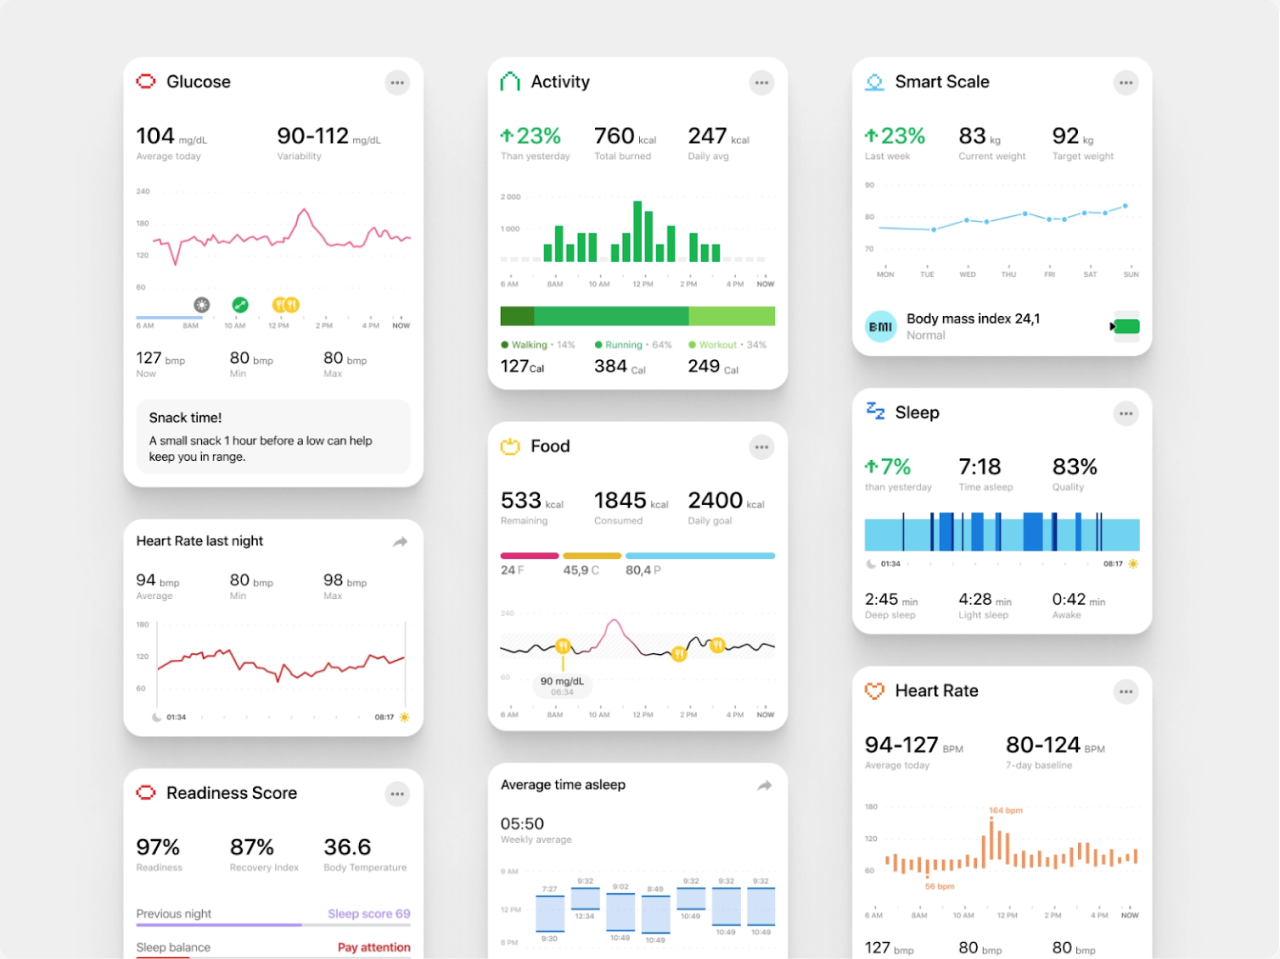 Glucose
104 mg/dL
Average today
90-112 mg/dL
Variability
240
180
120
60
6 AM 8AM 10 AM 12 PM 2 PM 4 PM NOW
127 bmp
Now
80 bmp
Min
80 bmp
Max
Snack time!
A small snack 1 hour before a low can help
keep you in range.
Heart Rate last night
94 bmp
Average
80 bmp
Min
98 bmp
Max
180
120
60
01:34 08:17
Readiness Score
97%
Readiness
87%
Recovery Index
36.6
Body Temperature
Previous night Sleep score 69
Sleep balance Pay attention
Activity
23%
Than yesterday
760 kcal
Total burned
247 kcal
Daily avg
2 000
1 000
6 AM 8AM 10 AM 12 PM 2 PM 4 PM NOW
Walking • 14%
127Cal
Running • 64%
384 Cal
Workout • 34%
249 Cal
Food
533 kcal
Remaining
1845 kcal
Consumed
2400 kcal
Daily goal
24 F
45,9 C
80,4 P
240
60
90 mg/dL
06:34
6 AM 8AM 10 AM 12 PM 2 PM 4 PM NOW
Average time asleep
05:50
Weekly average
9 AM
12 PM
8 PM
7:27 9:32 9:02 8:49 9:32 9:32 9:32
9:30 12:34 10:49 10:49 10:49 10:49 10:49
Smart Scale
23%
Last week
83 kg
Current weight
92 kg
Target weight
90
80
70
MON TUE WED THU FRI SAT SUN
BMI
Body mass index 24,1
Normal
Sleep
7%
than yesterday
7:18
Time asleep
83%
Quality
01:34 08:17
2:45 min
Deep sleep
4:28 min
Light sleep
0:42 min
Awake
Heart Rate
94-127 BPM
Average today
80-124 BPM
7-day baseline
180
120
60
164 bpm
56 bpm
6 AM 8AM 10 AM 12 PM 2 PM 4 PM NOW
127 bmp
80 bmp
80 bmp